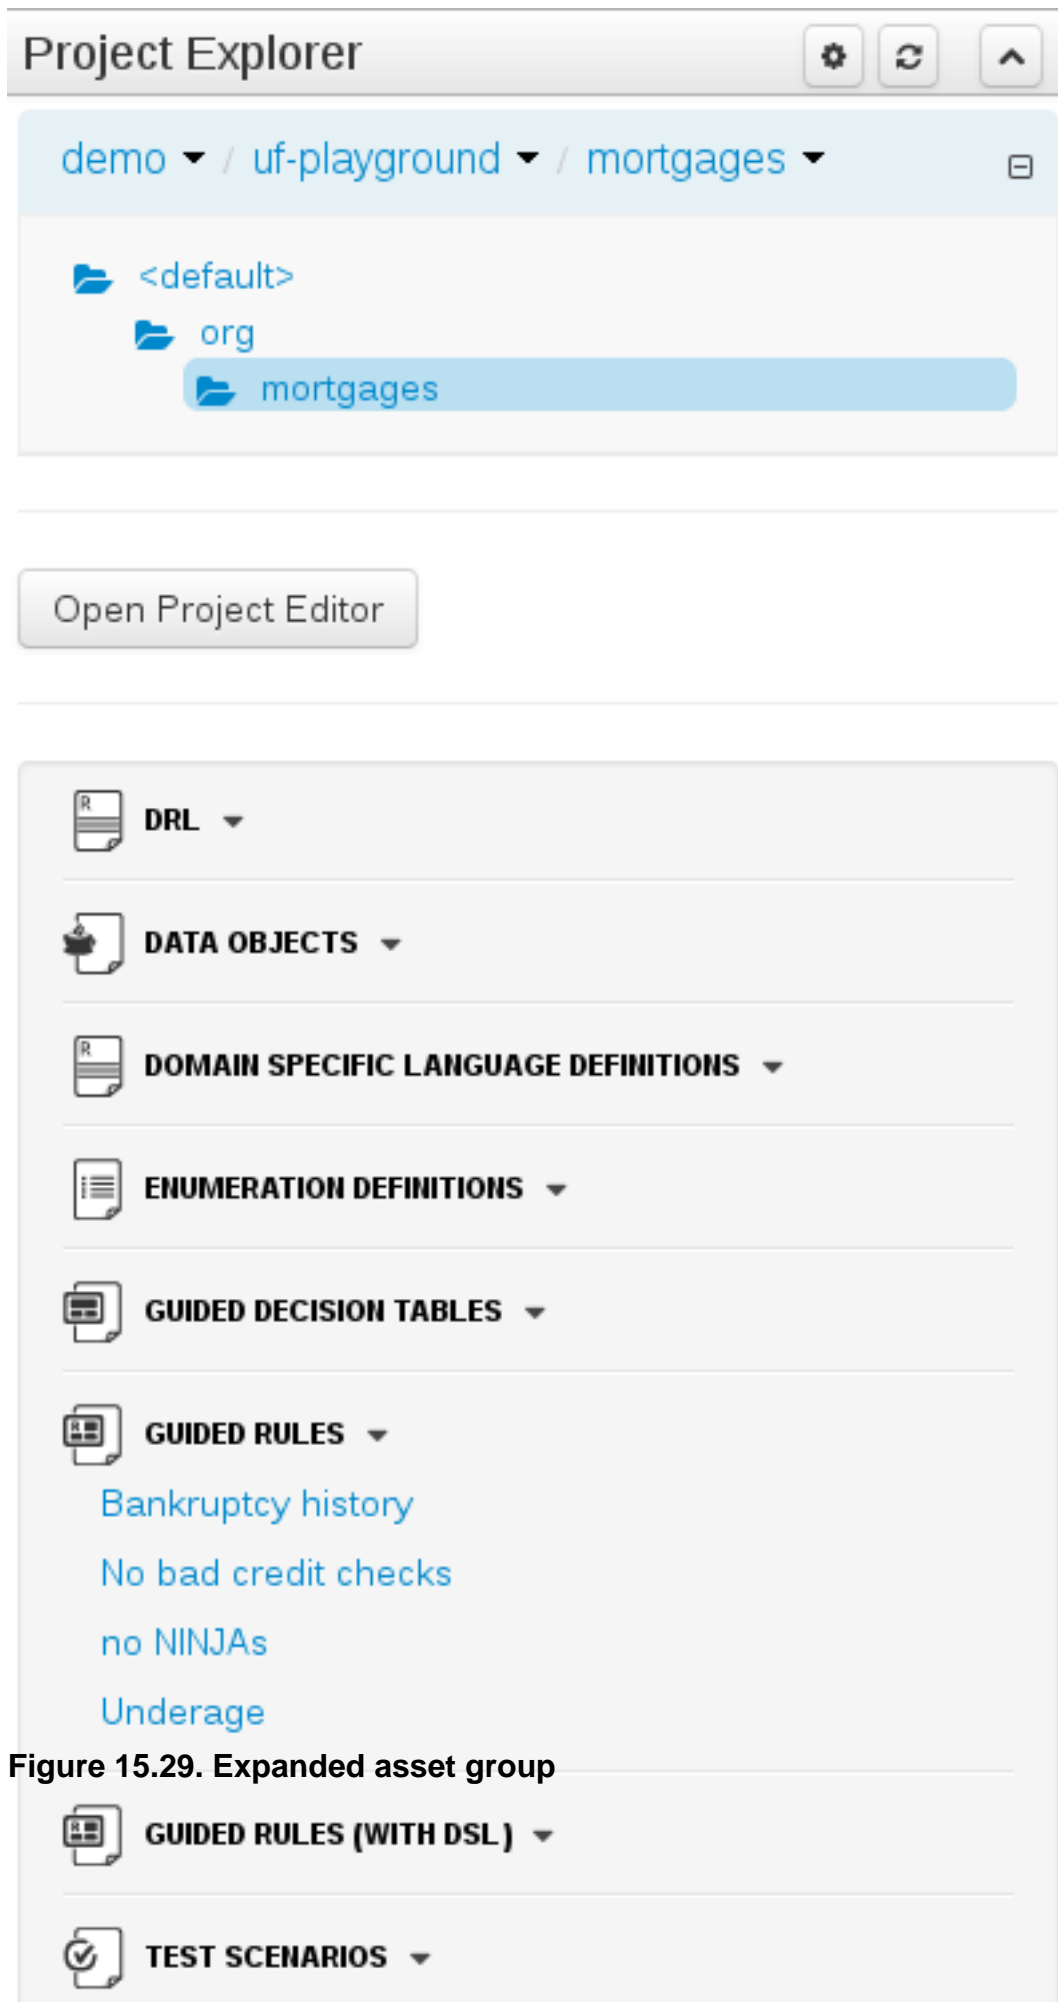 Project Explorer
demo / uf-playground / mortgages
<default>
org
mortgages
Open Project Editor
DRL
DATA OBJECTS
DOMAIN SPECIFIC LANGUAGE DEFINITIONS
ENUMERATION DEFINITIONS
GUIDED DECISION TABLES
GUIDED RULES
Bankruptcy history
No bad credit checks
no NINJAs
Underage
Figure 15.29. Expanded asset group
GUIDED RULES (WITH DSL)
TEST SCENARIOS